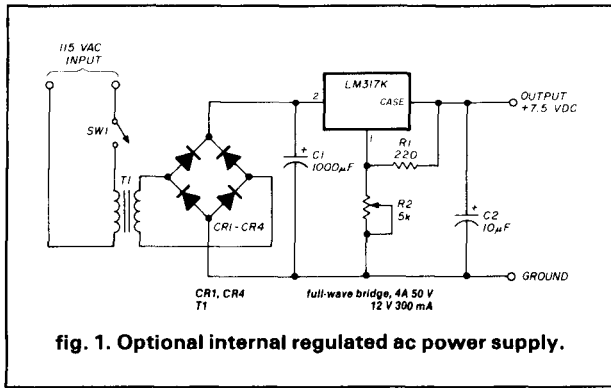 115 VAC
INPUT
SW1
T1
CR1-CR4
2
LM317K
CASE
1
C1
1000µF
+
R1
220
R2
5k
+
C2
10µF
OUTPUT
+7.5 VDC
GROUND
CR1, CR4 full-wave bridge, 4A 50 V
T1 12 V 300 mA
fig. 1. Optional internal regulated ac power supply.